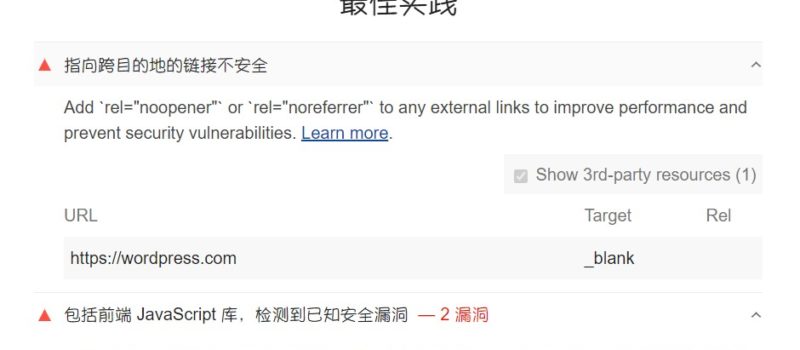 最佳实践
指向跨目的地的链接不安全
Add `rel="noopener"` or `rel="noreferrer"` to any external links to improve performance and
prevent security vulnerabilities. Learn more.
Show 3rd-party resources (1)
URL Target Rel
https://wordpress.com _blank
包括前端 JavaScript 库，检测到已知安全漏洞 — 2 漏洞